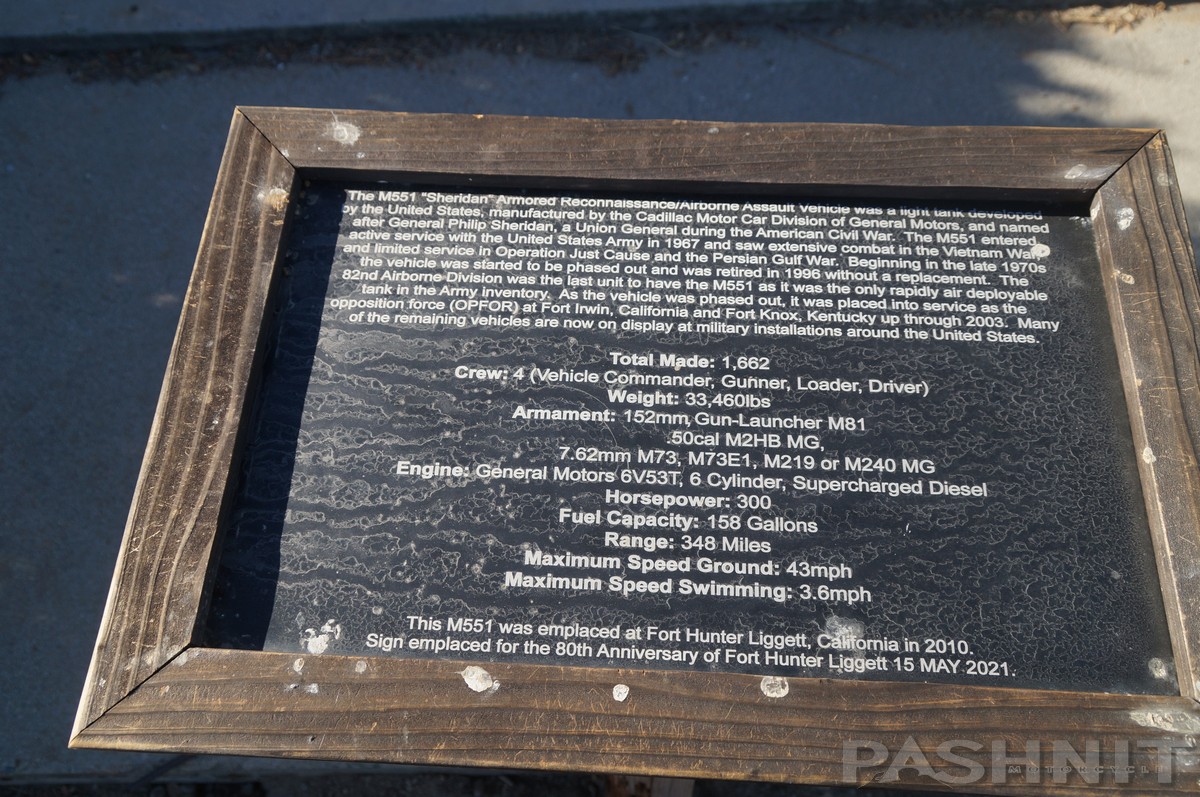 The M551 "Sheridan" Armored Reconnaissance/Airborne Assault Vehicle was a light tank developed
by the United States, manufactured by the Cadillac Motor Car Division of General Motors, and named
after General Philip Sheridan, a Union General during the American Civil War. The M551 entered
active service with the United States Army in 1967 and saw extensive combat in the Vietnam War
and limited service in Operation Just Cause and the Persian Gulf War. Beginning in the late 1970s
the vehicle was started to be phased out and was retired in 1996 without a replacement. The
82nd Airborne Division was the last unit to have the M551 as it was the only rapidly air deployable
tank in the Army inventory. As the vehicle was phased out, it was placed into service as the
opposition force (OPFOR) at Fort Irwin, California and Fort Knox, Kentucky up through 2003. Many
of the remaining vehicles are now on display at military installations around the United States.
Total Made: 1,662
Crew: 4 (Vehicle Commander, Gunner, Loader, Driver)
Weight: 33,460lbs
Armament: 152mm Gun-Launcher M81
.50cal M2HB MG,
7.62mm M73, M73E1, M219 or M240 MG
Engine: General Motors 6V53T, 6 Cylinder, Supercharged Diesel
Horsepower: 300
Fuel Capacity: 158 Gallons
Range: 348 Miles
Maximum Speed Ground: 43mph
Maximum Speed Swimming: 3.6mph
This M551 was emplaced at Fort Hunter Liggett, California in 2010.
Sign emplaced for the 80th Anniversary of Fort Hunter Liggett 15 MAY 2021.
PASHNIT